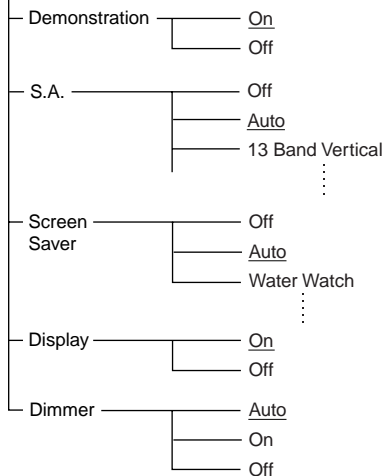 Demonstration On
Off
S.A. Off
Auto
13 Band Vertical
Screen Off
Saver
Auto
Water Watch
Display On
Off
Dimmer Auto
On
Off